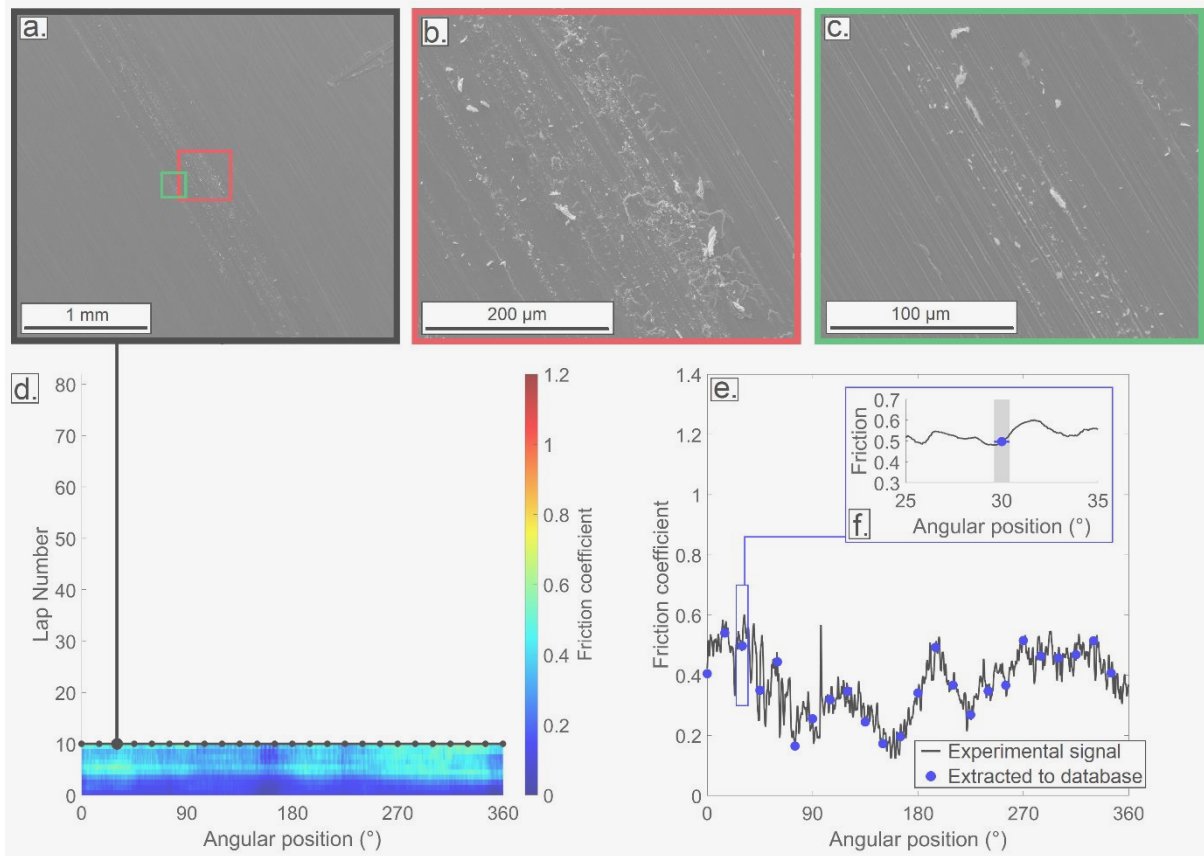 a.
1 mm
b.
200 µm
c.
100 µm
d.
80
70
60
50
40
30
20
10
0
Lap Number
0 90 180 270 360
Angular position (°)
1.2
1
0.8
0.6
0.4
0.2
0
Friction coefficient
e.
1.4
1.2
1
0.8
0.6
0.4
0.2
0
Friction coefficient
0.7
0.6
0.5
0.4
0.3
Friction
25 30 35
f.
Angular position (°)
Experimental signal
Extracted to database
0 90 180 270 360
Angular position (°)